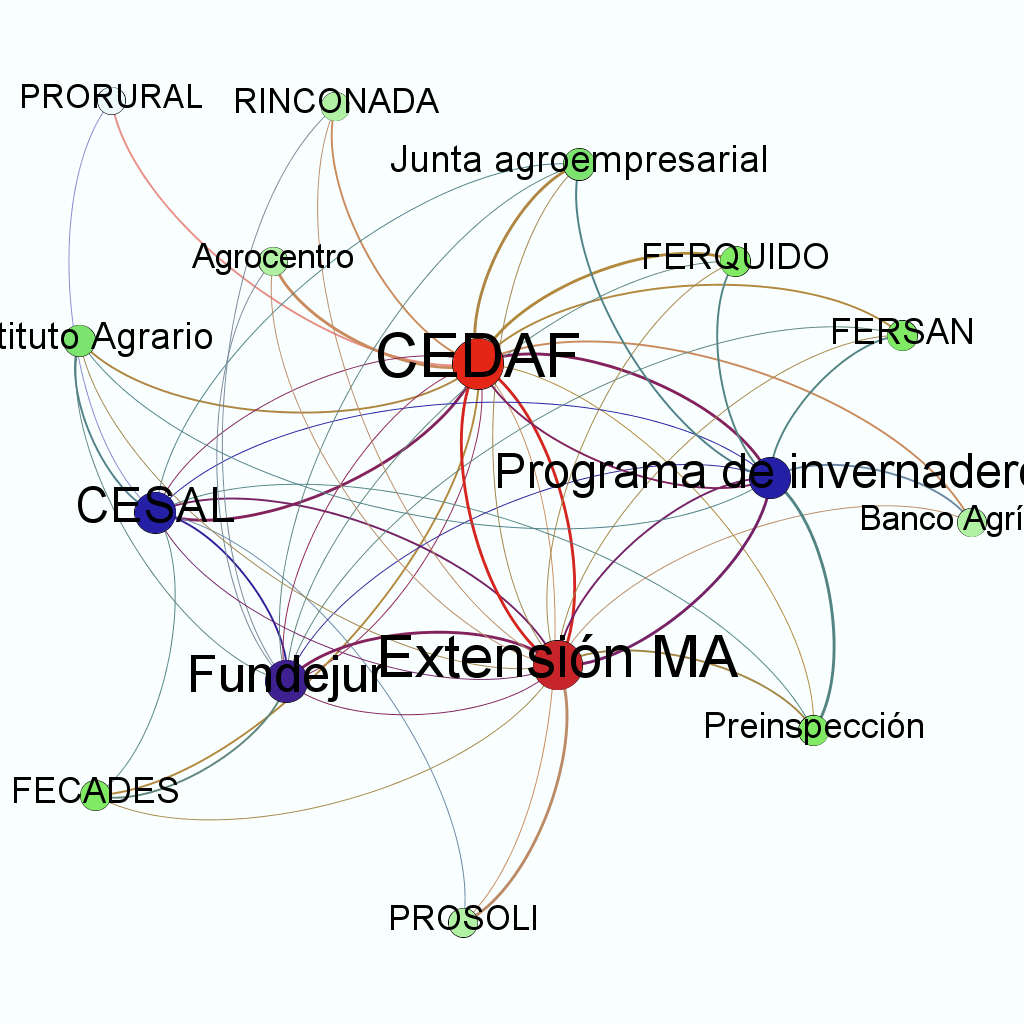 PRORURAL
RINCONADA
Junta agroempresarial
Agrocentro
FERQUIDO
FERSAN
tituto Agrario
CEDAF
Programa de invernadero
CESAL
Banco Agrí
Fundejur
Extensión MA
Preinspección
FECADES
PROSOLI